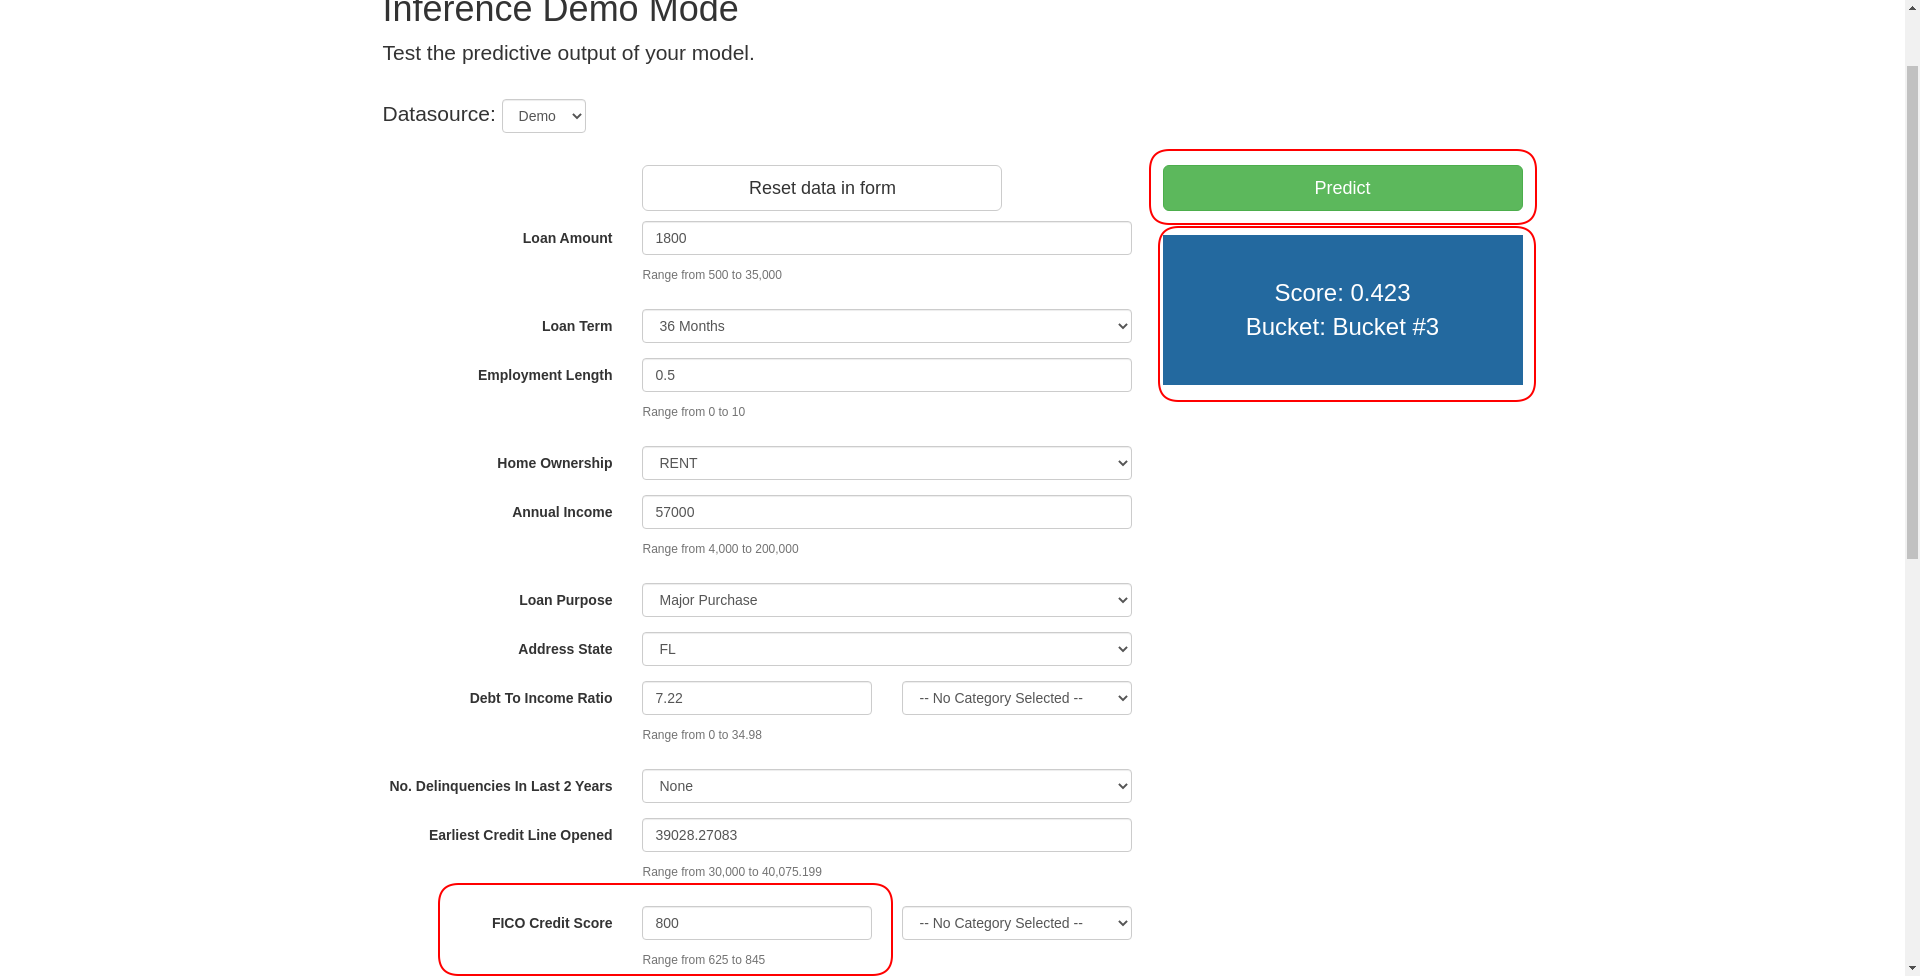 Inference Demo Mode
Test the predictive output of your model.
Datasource: Demo
Reset data in form
Predict
Loan Amount 1800
Range from 500 to 35,000
Score: 0.423
Bucket: Bucket #3
Loan Term 36 Months
Employment Length 0.5
Range from 0 to 10
Home Ownership RENT
Annual Income 57000
Range from 4,000 to 200,000
Loan Purpose Major Purchase
Address State FL
Debt To Income Ratio 7.22 -- No Category Selected --
Range from 0 to 34.98
No. Delinquencies In Last 2 Years None
Earliest Credit Line Opened 39028.27083
Range from 30,000 to 40,075.199
FICO Credit Score 800 -- No Category Selected --
Range from 625 to 845